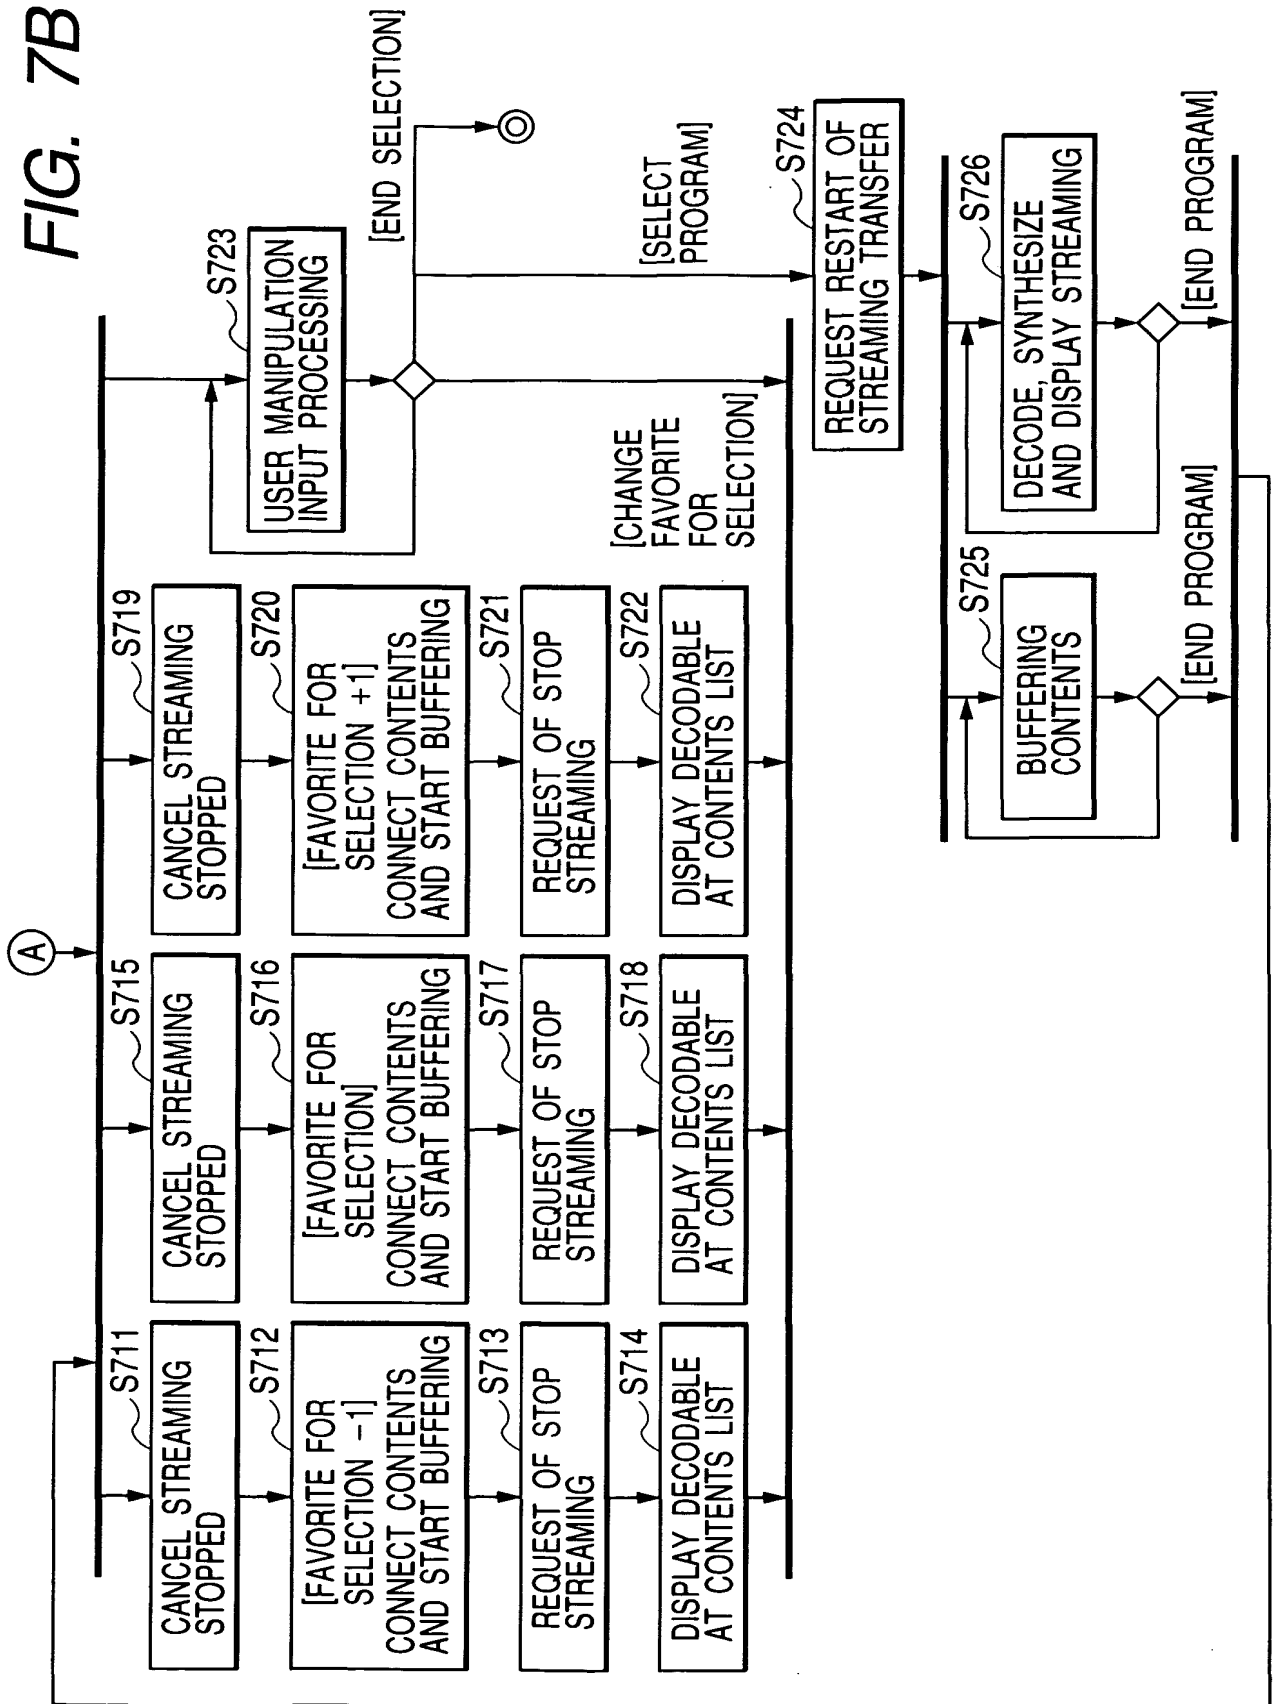 FIG. 7B
A
S711
CANCEL STREAMING
STOPPED
S712
[FAVORITE FOR
SELECTION −1]
CONNECT CONTENTS
AND START BUFFERING
S713
REQUEST OF STOP
STREAMING
S714
DISPLAY DECODABLE
AT CONTENTS LIST
S715
CANCEL STREAMING
STOPPED
S716
[FAVORITE FOR
SELECTION]
CONNECT CONTENTS
AND START BUFFERING
S717
REQUEST OF STOP
STREAMING
S718
DISPLAY DECODABLE
AT CONTENTS LIST
S719
CANCEL STREAMING
STOPPED
S720
[FAVORITE FOR
SELECTION +1]
CONNECT CONTENTS
AND START BUFFERING
S721
REQUEST OF STOP
STREAMING
S722
DISPLAY DECODABLE
AT CONTENTS LIST
S723
USER MANIPULATION
INPUT PROCESSING
[END SELECTION]
[CHANGE
FAVORITE
FOR
SELECTION]
[SELECT
PROGRAM]
S724
REQUEST RESTART OF
STREAMING TRANSFER
S725
BUFFERING
CONTENTS
[END PROGRAM]
S726
DECODE, SYNTHESIZE
AND DISPLAY STREAMING
[END PROGRAM]